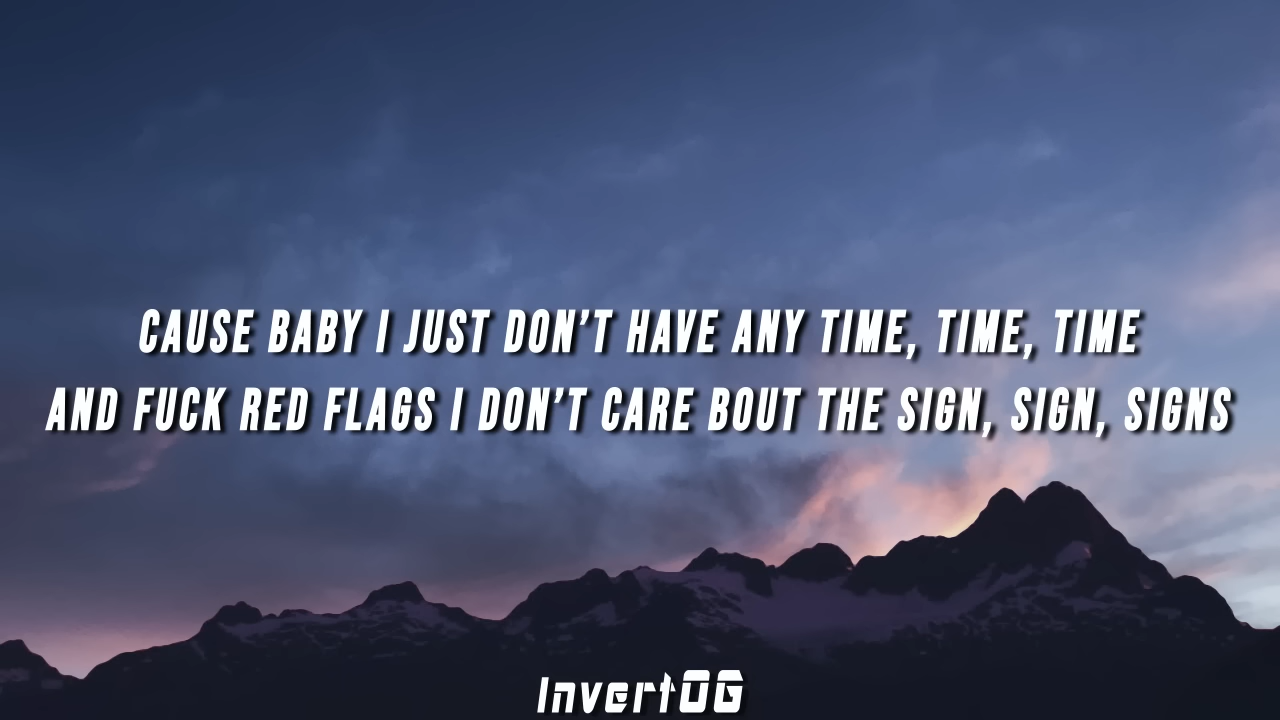 CAUSE BABY I JUST DON'T HAVE ANY TIME, TIME, TIME
AND FUCK RED FLAGS I DON'T CARE BOUT THE SIGN, SIGN, SIGNS
InvertOG